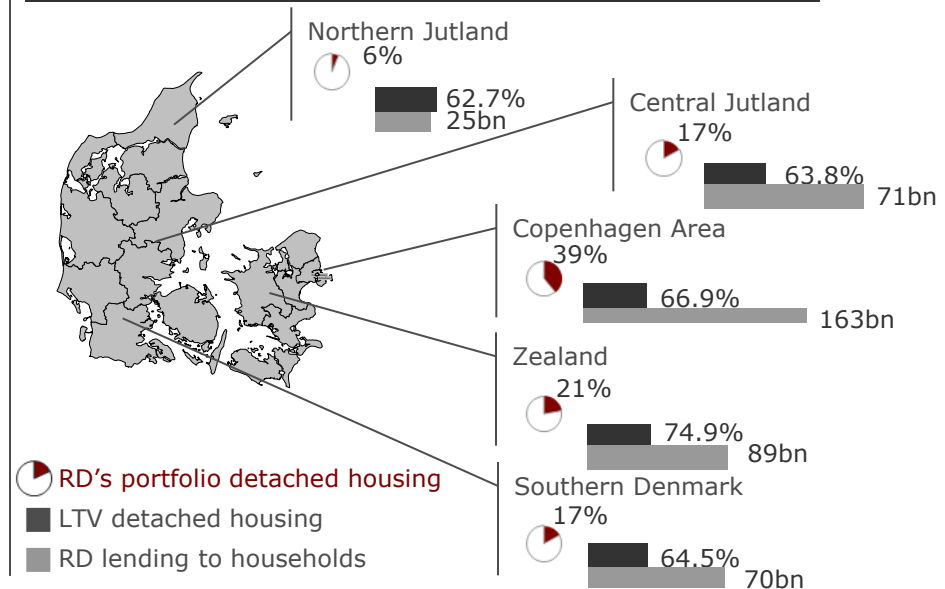 Northern Jutland
6%
62.7%
25bn
Central Jutland
17%
63.8%
71bn
Copenhagen Area
39%
66.9%
163bn
Zealand
21%
74.9%
89bn
Southern Denmark
17%
64.5%
70bn
RD’s portfolio detached housing
LTV detached housing
RD lending to households